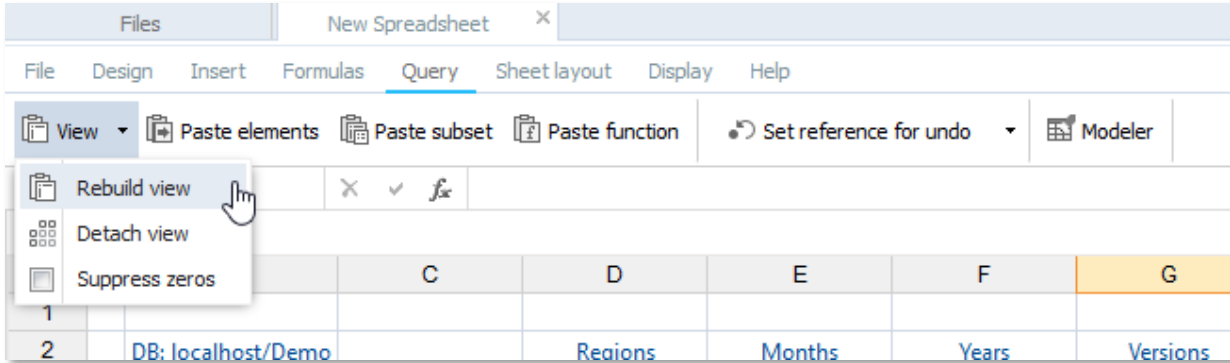 Files New Spreadsheet
File Design Insert Formulas Query Sheet layout Display Help
View Paste elements Paste subset Paste function Set reference for undo Modeler
Rebuild view fx
Detach view
C D E F G
Suppress zeros
1
2 DB: localhost/Demo Regions Months Years Versions